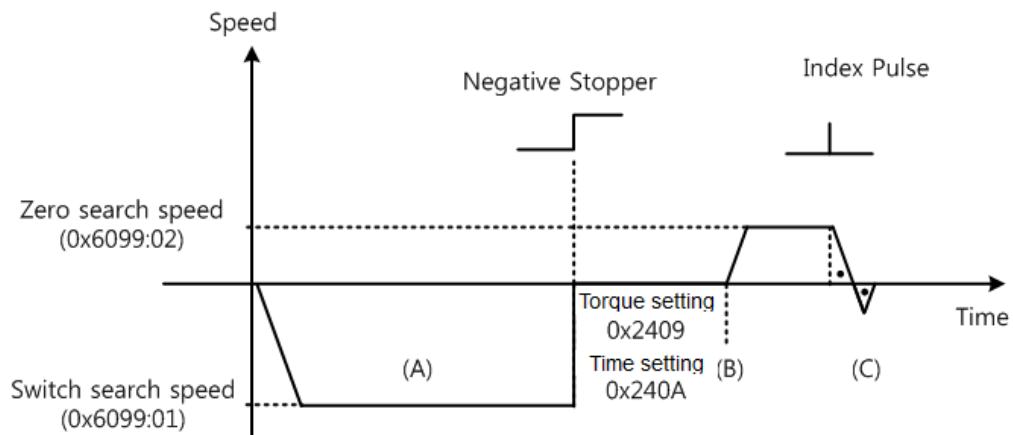 Speed
Negative Stopper
Index Pulse
Zero search speed
(0x6099:02)
Torque setting
0x2409
Time
Time setting
0x240A
(A)
(B)
(C)
Switch search speed
(0x6099:01)